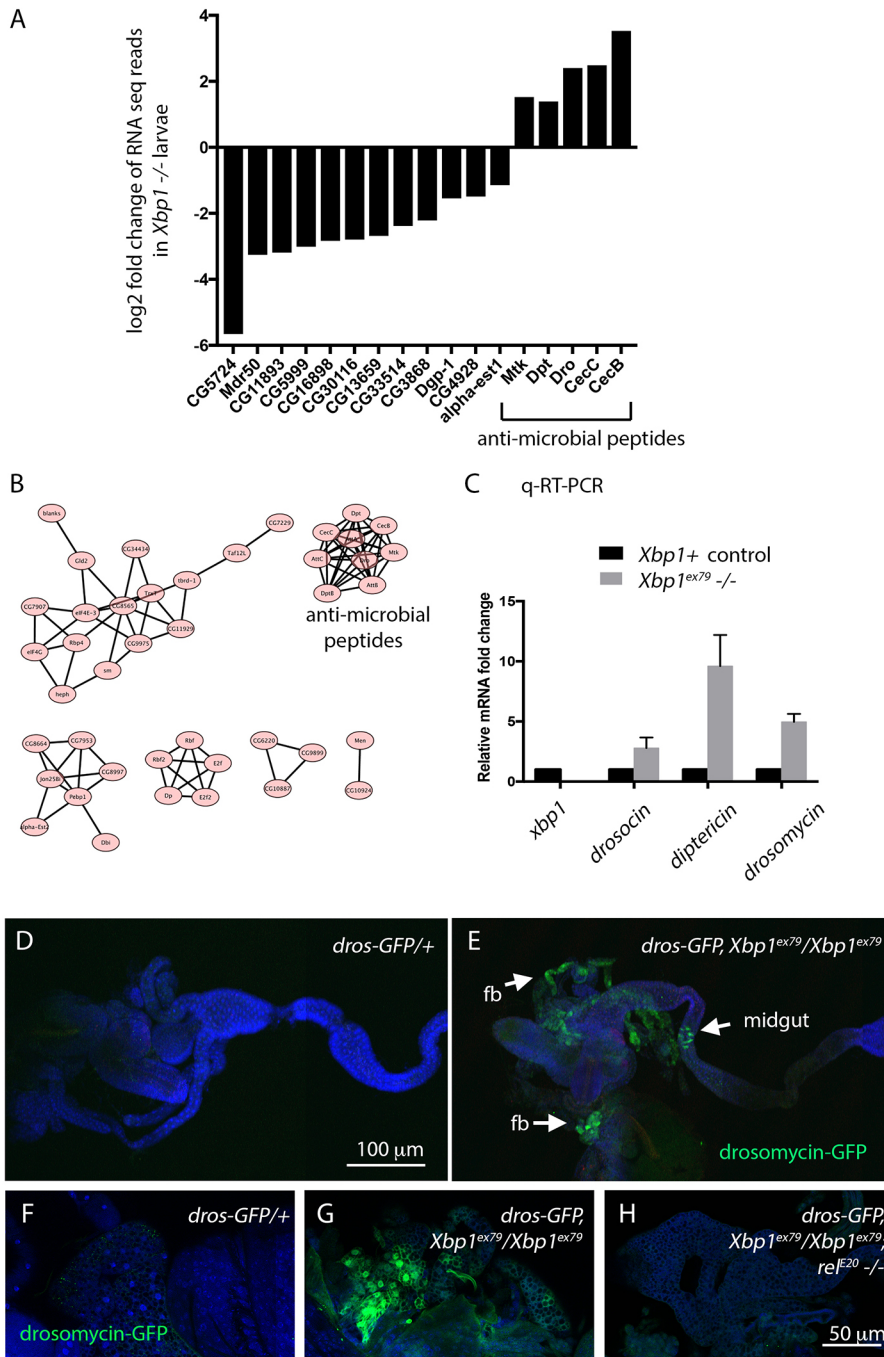 A
log2 fold change of RNA seq reads
in Xbp1 -/- larvae
4
2
0
-2
-4
-6
CG5724
Mdr50
CG11893
CG5999
CG16898
CG30116
CG13659
CG33514
CG3868
Dgp-1
CG4928
alpha-est1
Mtk
Dpt
Dro
CecC
CecB
anti-microbial peptides
B
blanks
Gld2
CG34434
CG7229
Taf12L
tbrd-1
TrxT
CG7907
eIF4E-3
CG8565
CG11929
eIF4G
Rbp4
CG9975
sm
heph
Dpt
CecC
CecB
AttC
Dro
Mtk
DptB
AttB
anti-microbial
peptides
CG8664
CG7953
Jon25Bi
CG8997
Pebp1
alpha-Est2
Dbi
Rbf
Rbf2
E2f
Dp
E2f2
CG6220
CG9899
CG10887
Men
CG10924
C
q-RT-PCR
Xbp1+ control
Xbp1ex79 -/-
Relative mRNA fold change
15
10
5
0
xbp1
drosocin
diptericin
drosomycin
D
dros-GFP/+
100 μm
E
dros-GFP, Xbp1ex79/Xbp1ex79
fb
midgut
fb
drosomycin-GFP
F
dros-GFP/+
drosomycin-GFP
G
dros-GFP,
Xbp1ex79/Xbp1ex79
H
dros-GFP,
Xbp1ex79/Xbp1ex79,
relE20 -/-
50 μm